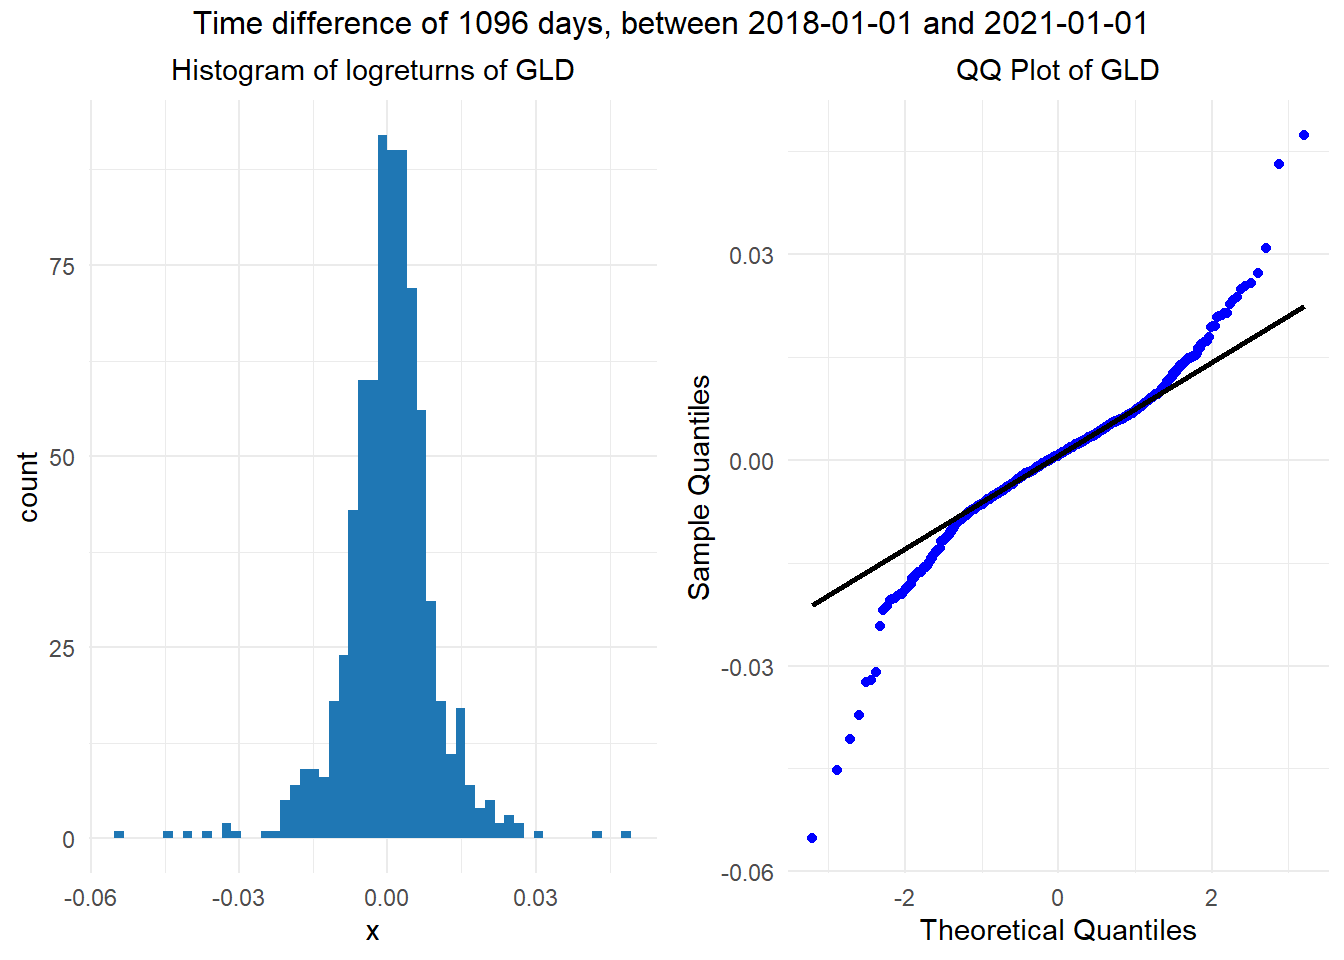 Time difference of 1096 days, between 2018-01-01 and 2021-01-01
Histogram of logreturns of GLD
count
75
50
25
0
-0.06
-0.03
0.00
0.03
x
QQ Plot of GLD
Sample Quantiles
0.03
0.00
-0.03
-0.06
-2
0
2
Theoretical Quantiles